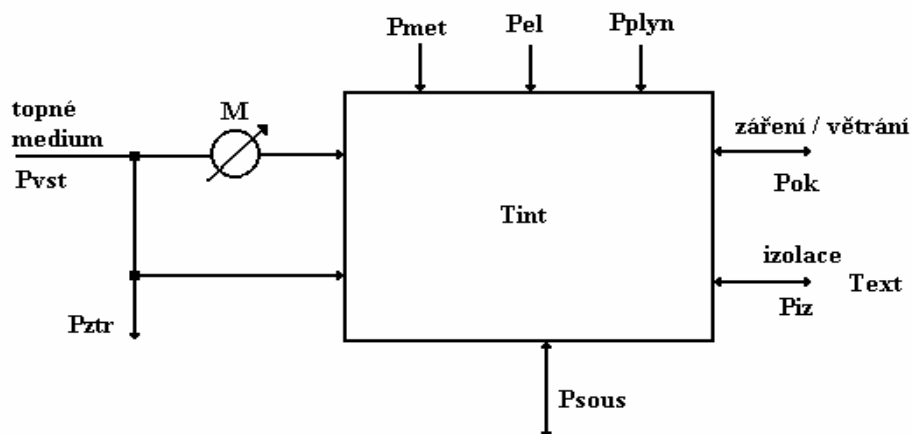 Pmet Pel Pplyn
topné
medium
M
Pvst
záření / větrání
Pok
Tint
izolace
Text
Piz
Pztr
Psous